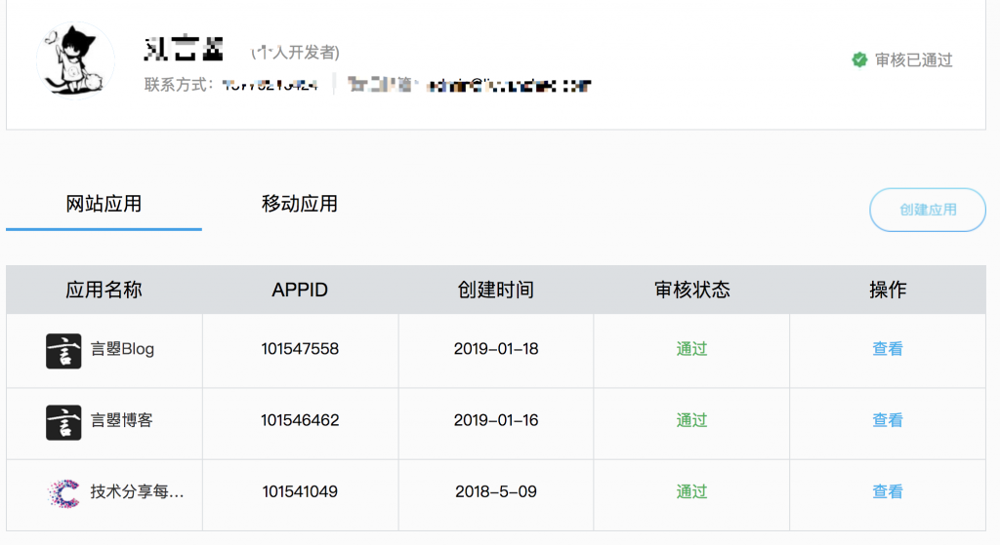 (个人开发者)
审核已通过
联系方式：
网站应用 移动应用 创建应用
应用名称 APPID 创建时间 审核状态 操作
言 言曌Blog 101547558 2019-01-18 通过 查看
言 言曌博客 101546462 2019-01-16 通过 查看
技术分享每... 101541049 2018-5-09 通过 查看